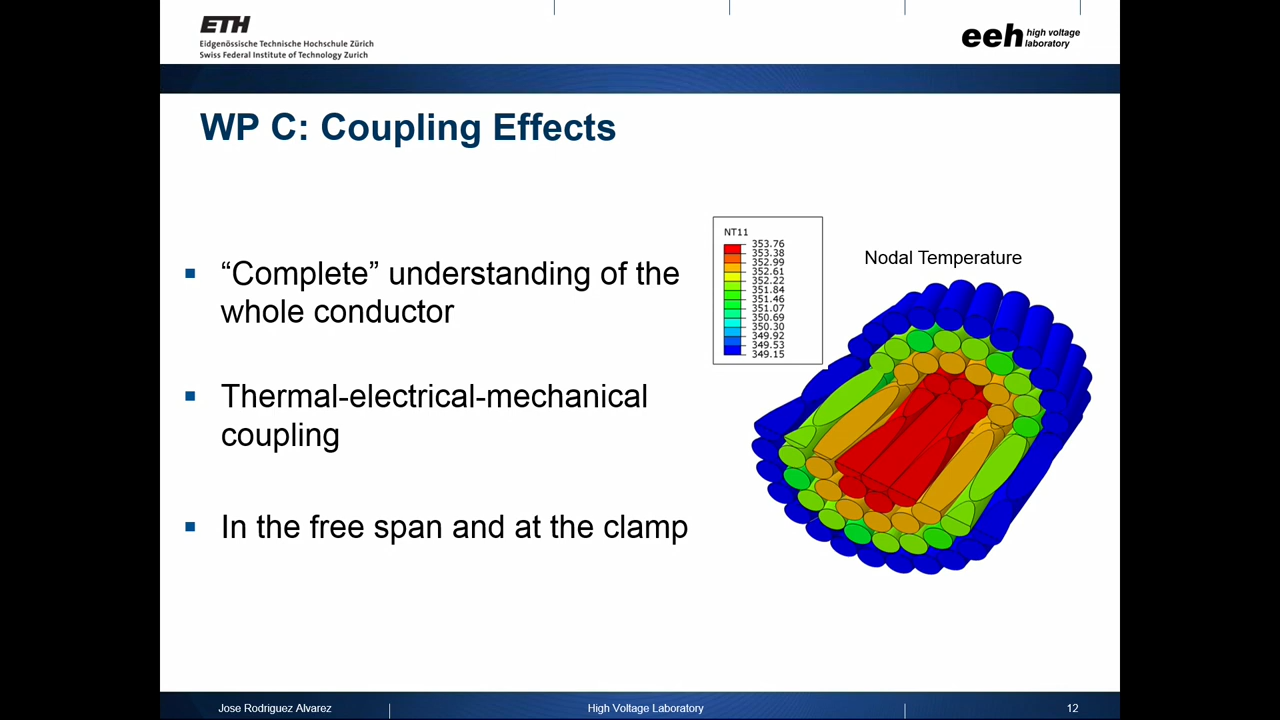 ETH
Eidgenössische Technische Hochschule Zürich
Swiss Federal Institute of Technology Zurich
eeh high voltage
laboratory
WP C: Coupling Effects
“Complete” understanding of the
whole conductor
Thermal-electrical-mechanical
coupling
In the free span and at the clamp
NT11
353.76
353.38
352.99
352.61
352.22
351.84
351.46
351.07
350.69
350.30
349.92
349.53
349.15
Nodal Temperature
Jose Rodriguez Alvarez
High Voltage Laboratory
12